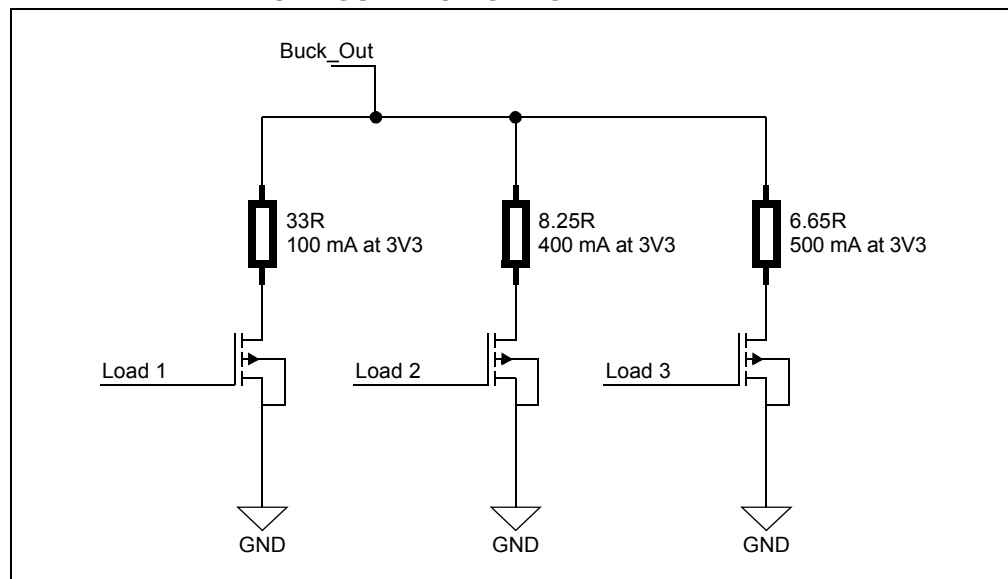 Buck_Out
33R
100 mA at 3V3
8.25R
400 mA at 3V3
6.65R
500 mA at 3V3
Load 1
Load 2
Load 3
GND
GND
GND